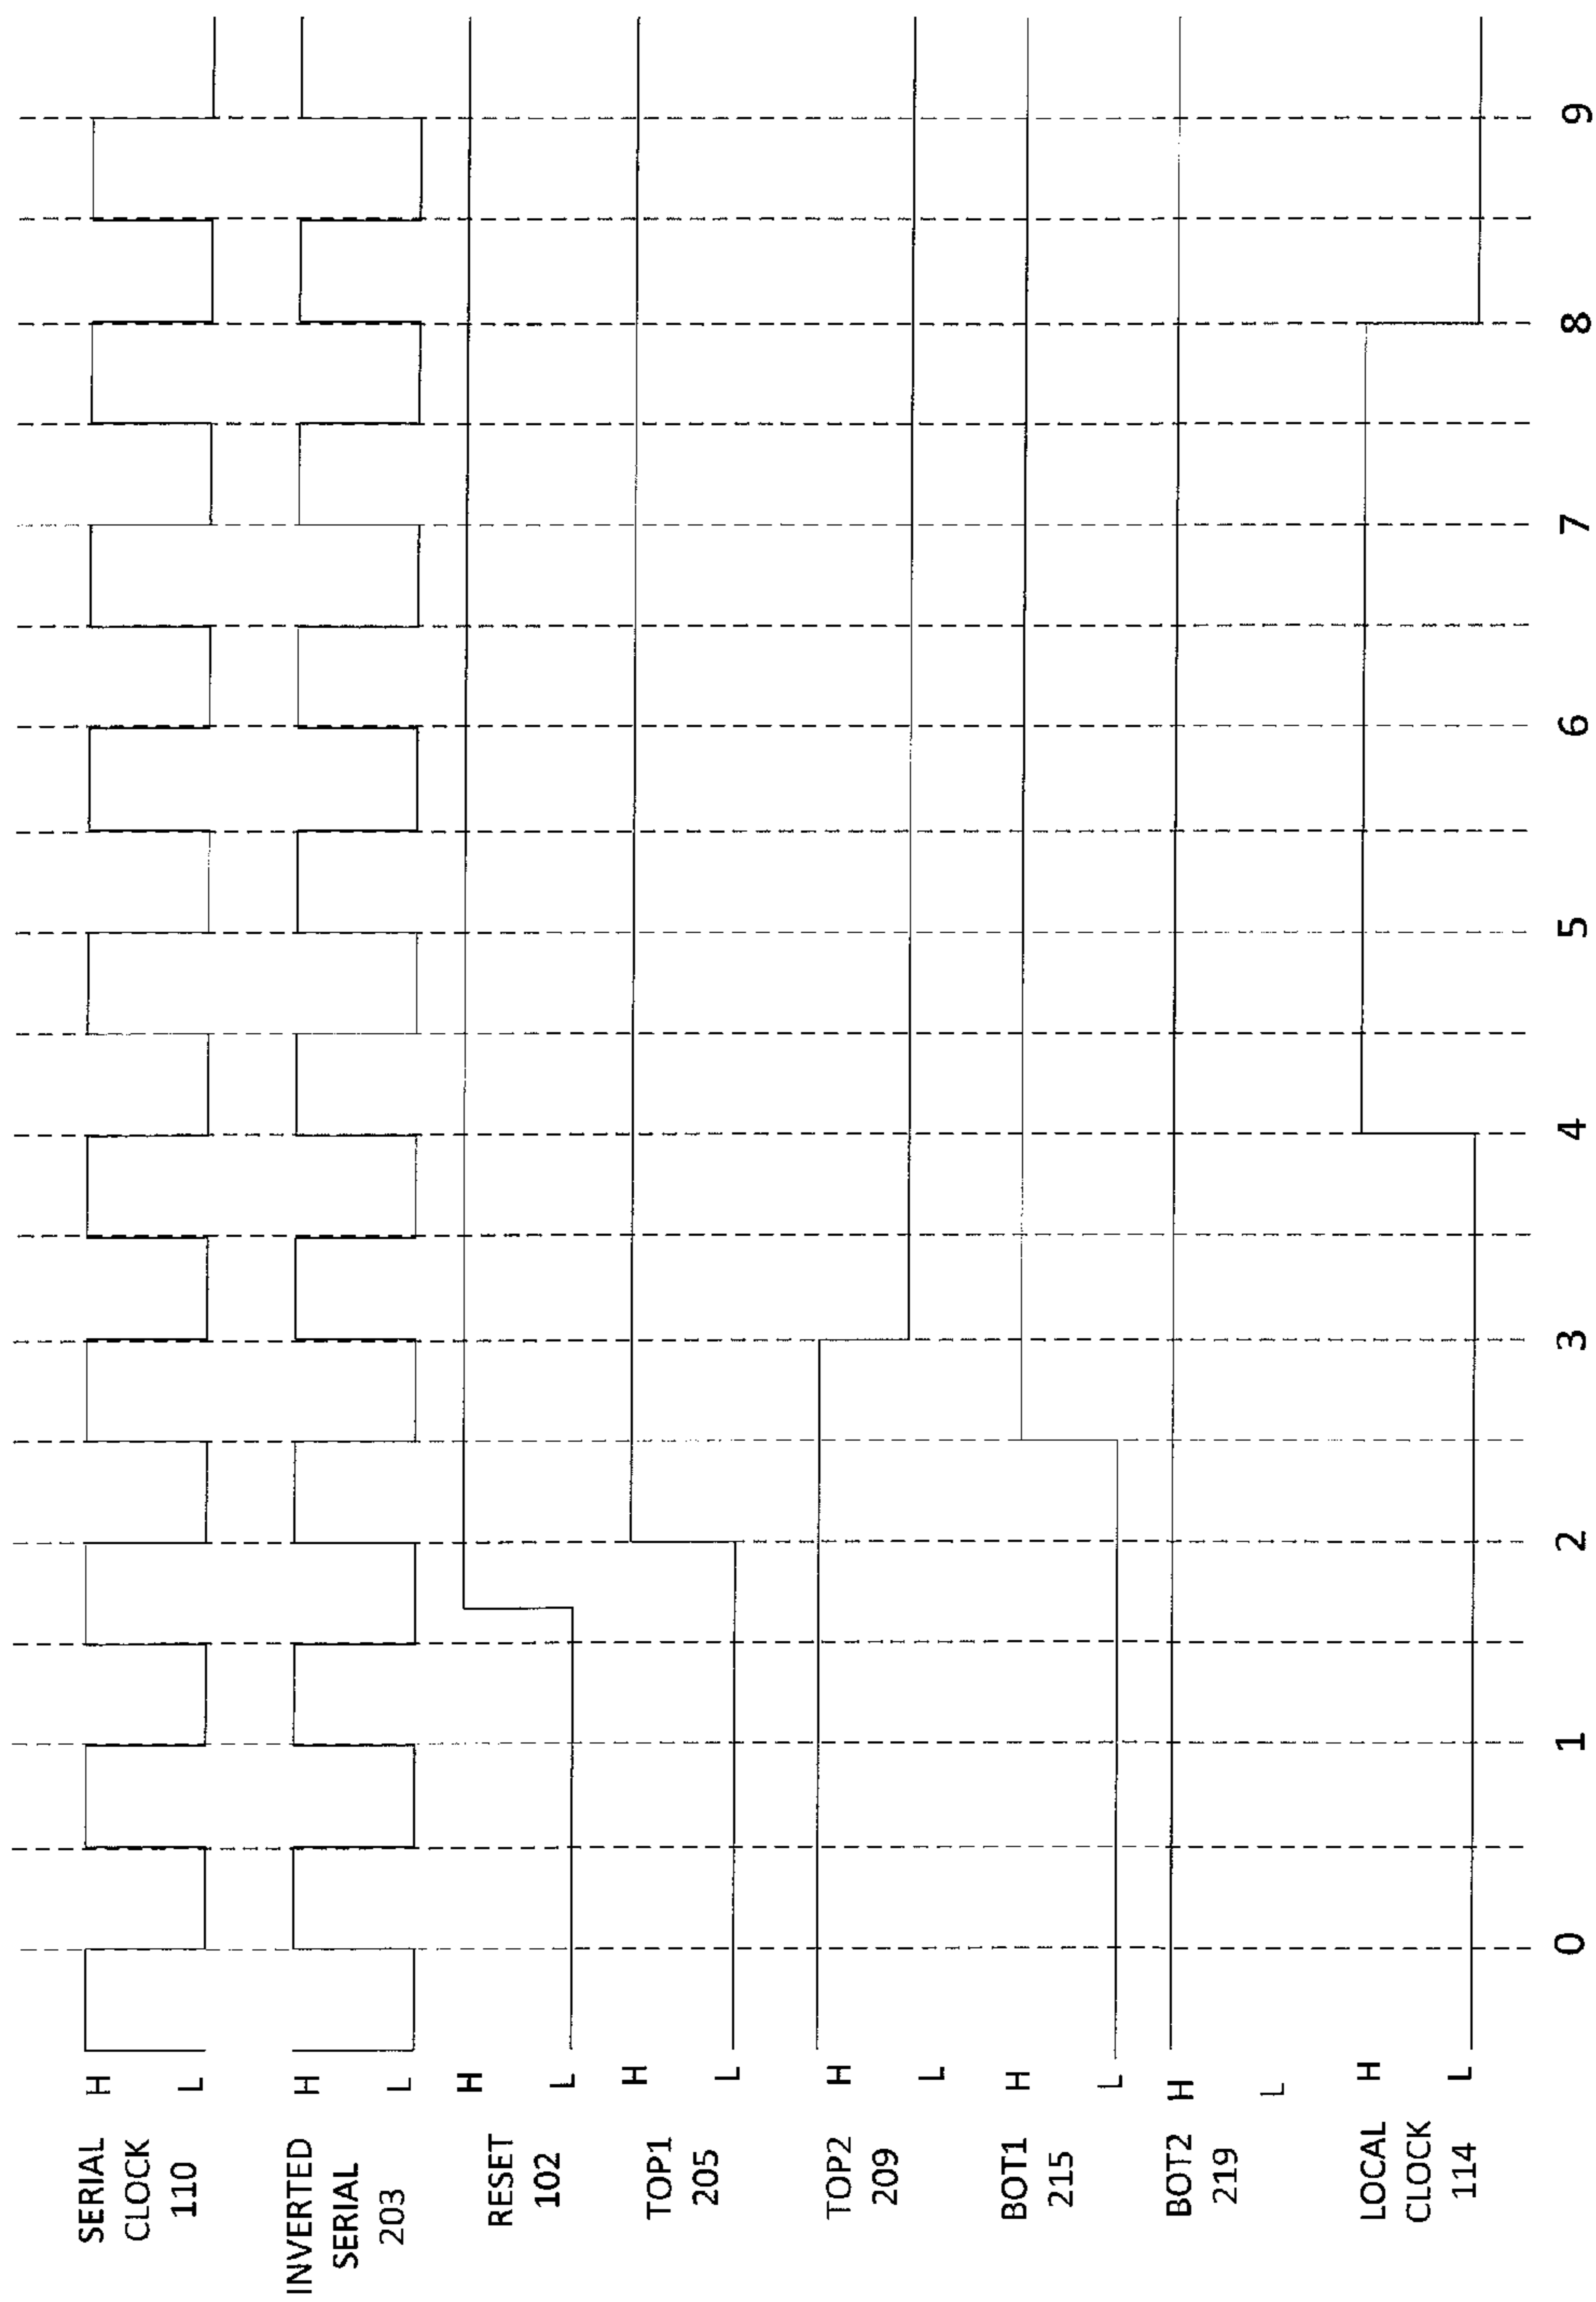 SERIAL
CLOCK
110
H
L
INVERTED
SERIAL
203
H
L
RESET
102
H
L
TOP1
205
H
L
TOP2
209
H
L
BOT1
215
H
L
BOT2
219
H
L
LOCAL
CLOCK
114
H
L
0 1 2 3 4 5 6 7 8 9